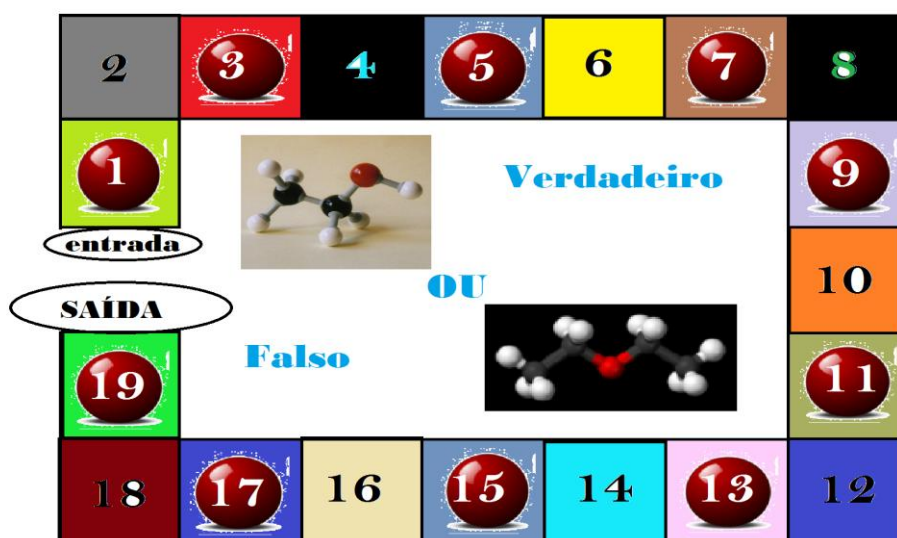 2 3 4 5 6 7 8
1 Verdadeiro 9
entrada
OU 10
SAÍDA
Falso
19 11
18 17 16 15 14 13 12